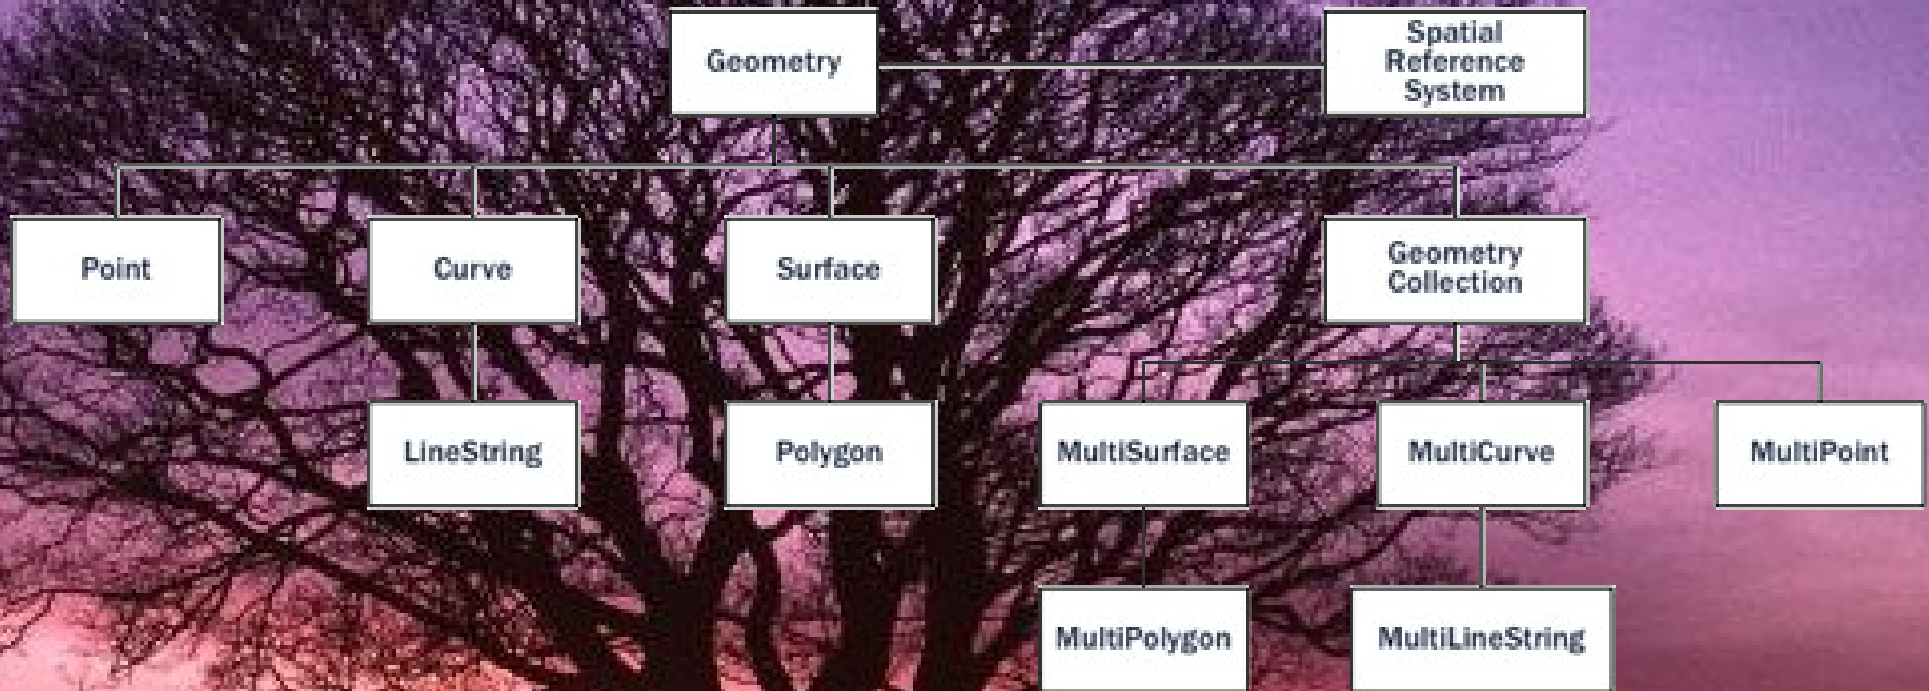 Geometry
Spatial
Reference
System
Point
Curve
Surface
Geometry
Collection
LineString
Polygon
MultiSurface
MultiCurve
MultiPoint
MultiPolygon
MultiLineString